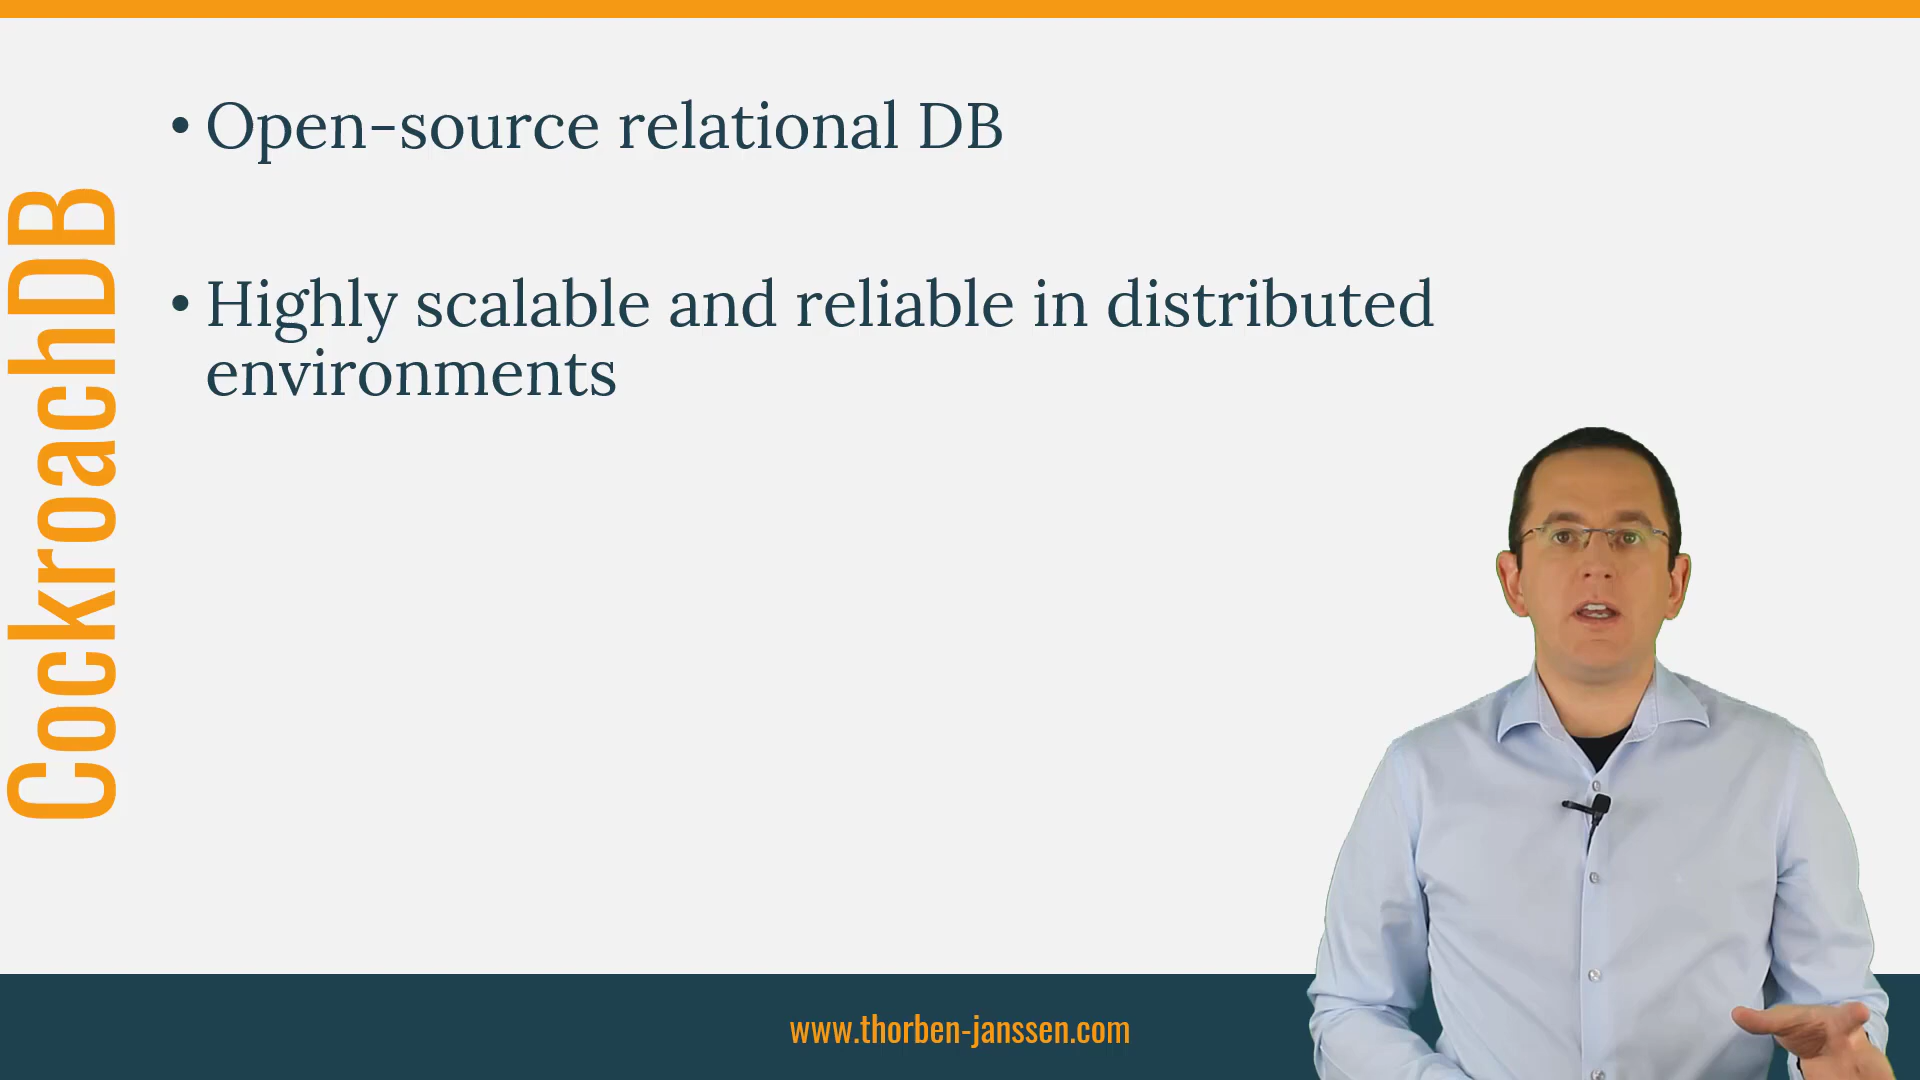 CockroachDB
• Open-source relational DB
• Highly scalable and reliable in distributed
environments
www.thorben-janssen.com